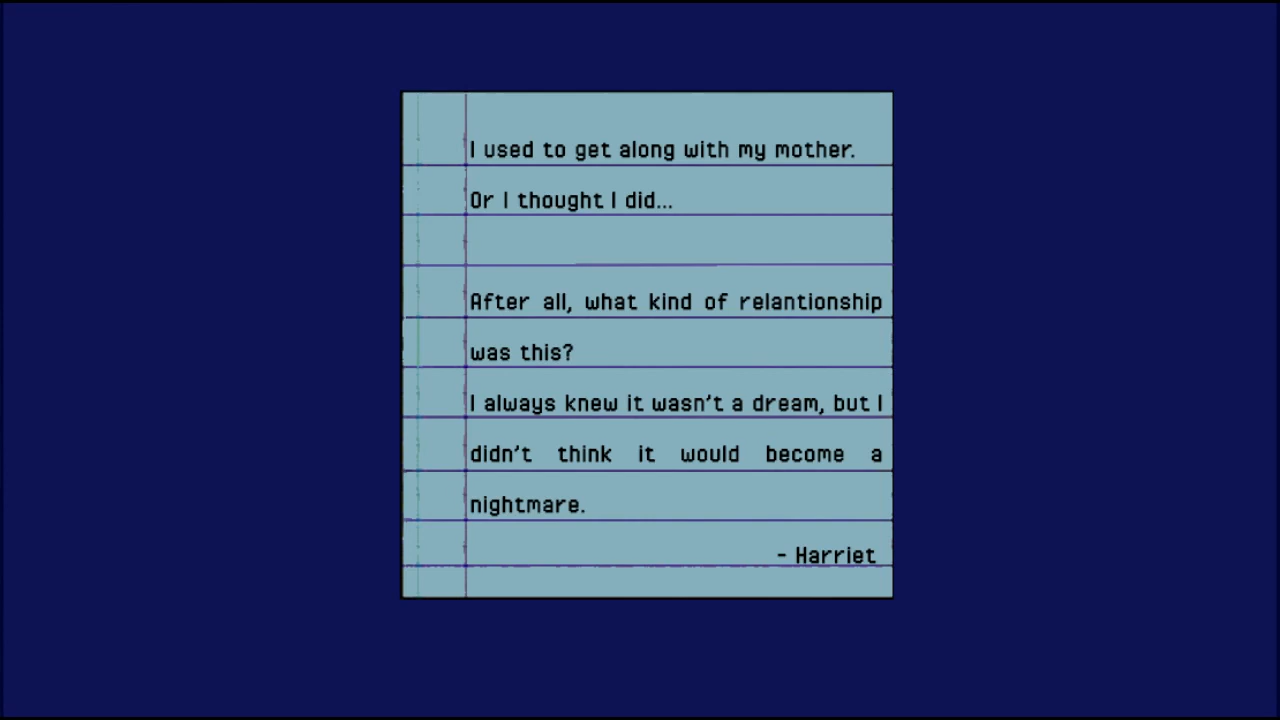 I used to get along with my mother.
Or I thought I did...
After all, what kind of relantionship
was this?
I always knew it wasn't a dream, but I
didn't think it would become a
nightmare.
- Harriet